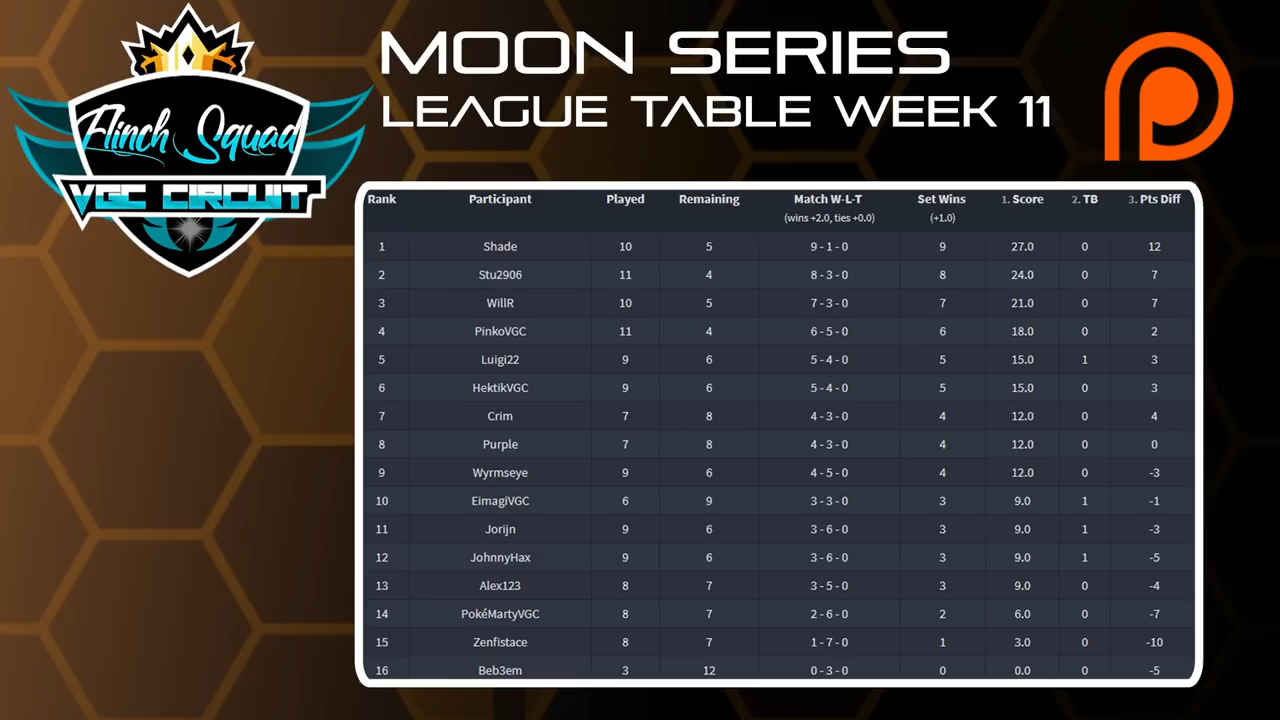 MOON SERIES
LEAGUE TABLE WEEK 11
Flinch Squad
VGC CIRCUIT
Rank Participant Played Remaining Match W-L-T Set Wins 1. Score 2. TB 3. Pts Diff
(wins +2.0, ties +0.0) (+1.0)
1 Shade 10 5 9 - 1 - 0 9 27.0 0 12
2 Stu2906 11 4 8 - 3 - 0 8 24.0 0 7
3 WillR 10 5 7 - 3 - 0 7 21.0 0 7
4 PinkoVGC 11 4 6 - 5 - 0 6 18.0 0 2
5 Luigi22 9 6 5 - 4 - 0 5 15.0 1 3
6 HektikVGC 9 6 5 - 4 - 0 5 15.0 0 3
7 Crim 7 8 4 - 3 - 0 4 12.0 0 4
8 Purple 7 8 4 - 3 - 0 4 12.0 0 0
9 Wyrmseye 9 6 4 - 5 - 0 4 12.0 0 -3
10 EimagiVGC 6 9 3 - 3 - 0 3 9.0 1 -1
11 Jorijn 9 6 3 - 6 - 0 3 9.0 1 -3
12 JohnnyHax 9 6 3 - 6 - 0 3 9.0 1 -5
13 Alex123 8 7 3 - 5 - 0 3 9.0 0 -4
14 PokéMartyVGC 8 7 2 - 6 - 0 2 6.0 0 -7
15 Zenfistace 8 7 1 - 7 - 0 1 3.0 0 -10
16 Beb3em 3 12 0 - 3 - 0 0 0.0 0 -5